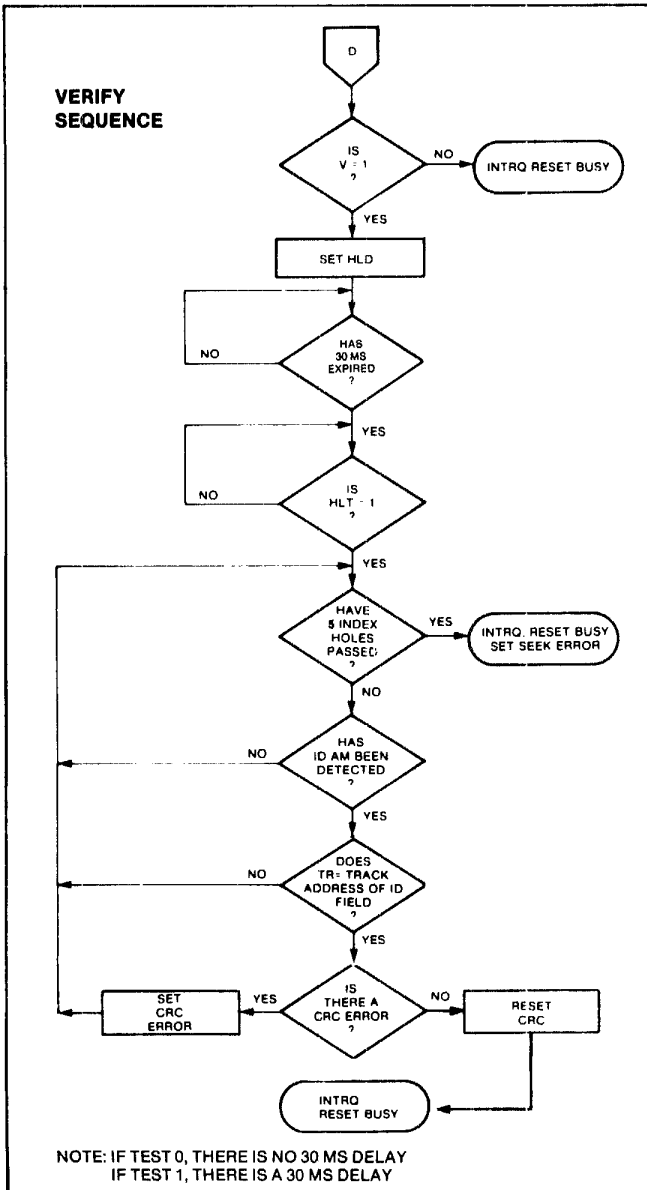 D
VERIFY
SEQUENCE
IS
V = 1
?
NO
INTRQ RESET BUSY
YES
SET HLD
HAS
30 MS
EXPIRED
?
NO
YES
IS
HLT = 1
?
NO
YES
HAVE
5 INDEX
HOLES
PASSED
?
YES
INTRQ. RESET BUSY
SET SEEK ERROR
NO
HAS
ID AM BEEN
DETECTED
?
NO
YES
DOES
TR= TRACK
ADDRESS OF ID
FIELD
?
NO
YES
IS
THERE A
CRC ERROR
?
YES
SET
CRC
ERROR
NO
RESET
CRC
INTRQ
RESET BUSY
NOTE: IF TEST 0, THERE IS NO 30 MS DELAY
IF TEST 1, THERE IS A 30 MS DELAY